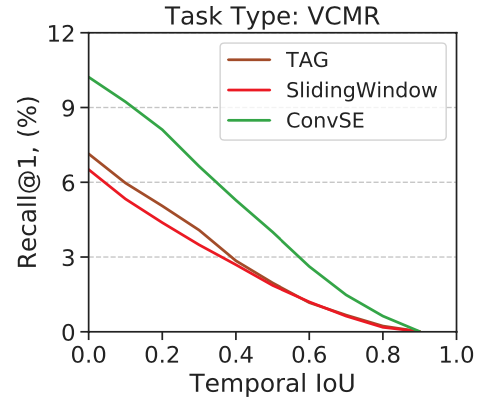 Task Type: VCMR
12
9
6
3
0
Recall@1, (%)
TAG
SlidingWindow
ConvSE
0.0 0.2 0.4 0.6 0.8 1.0
Temporal IoU